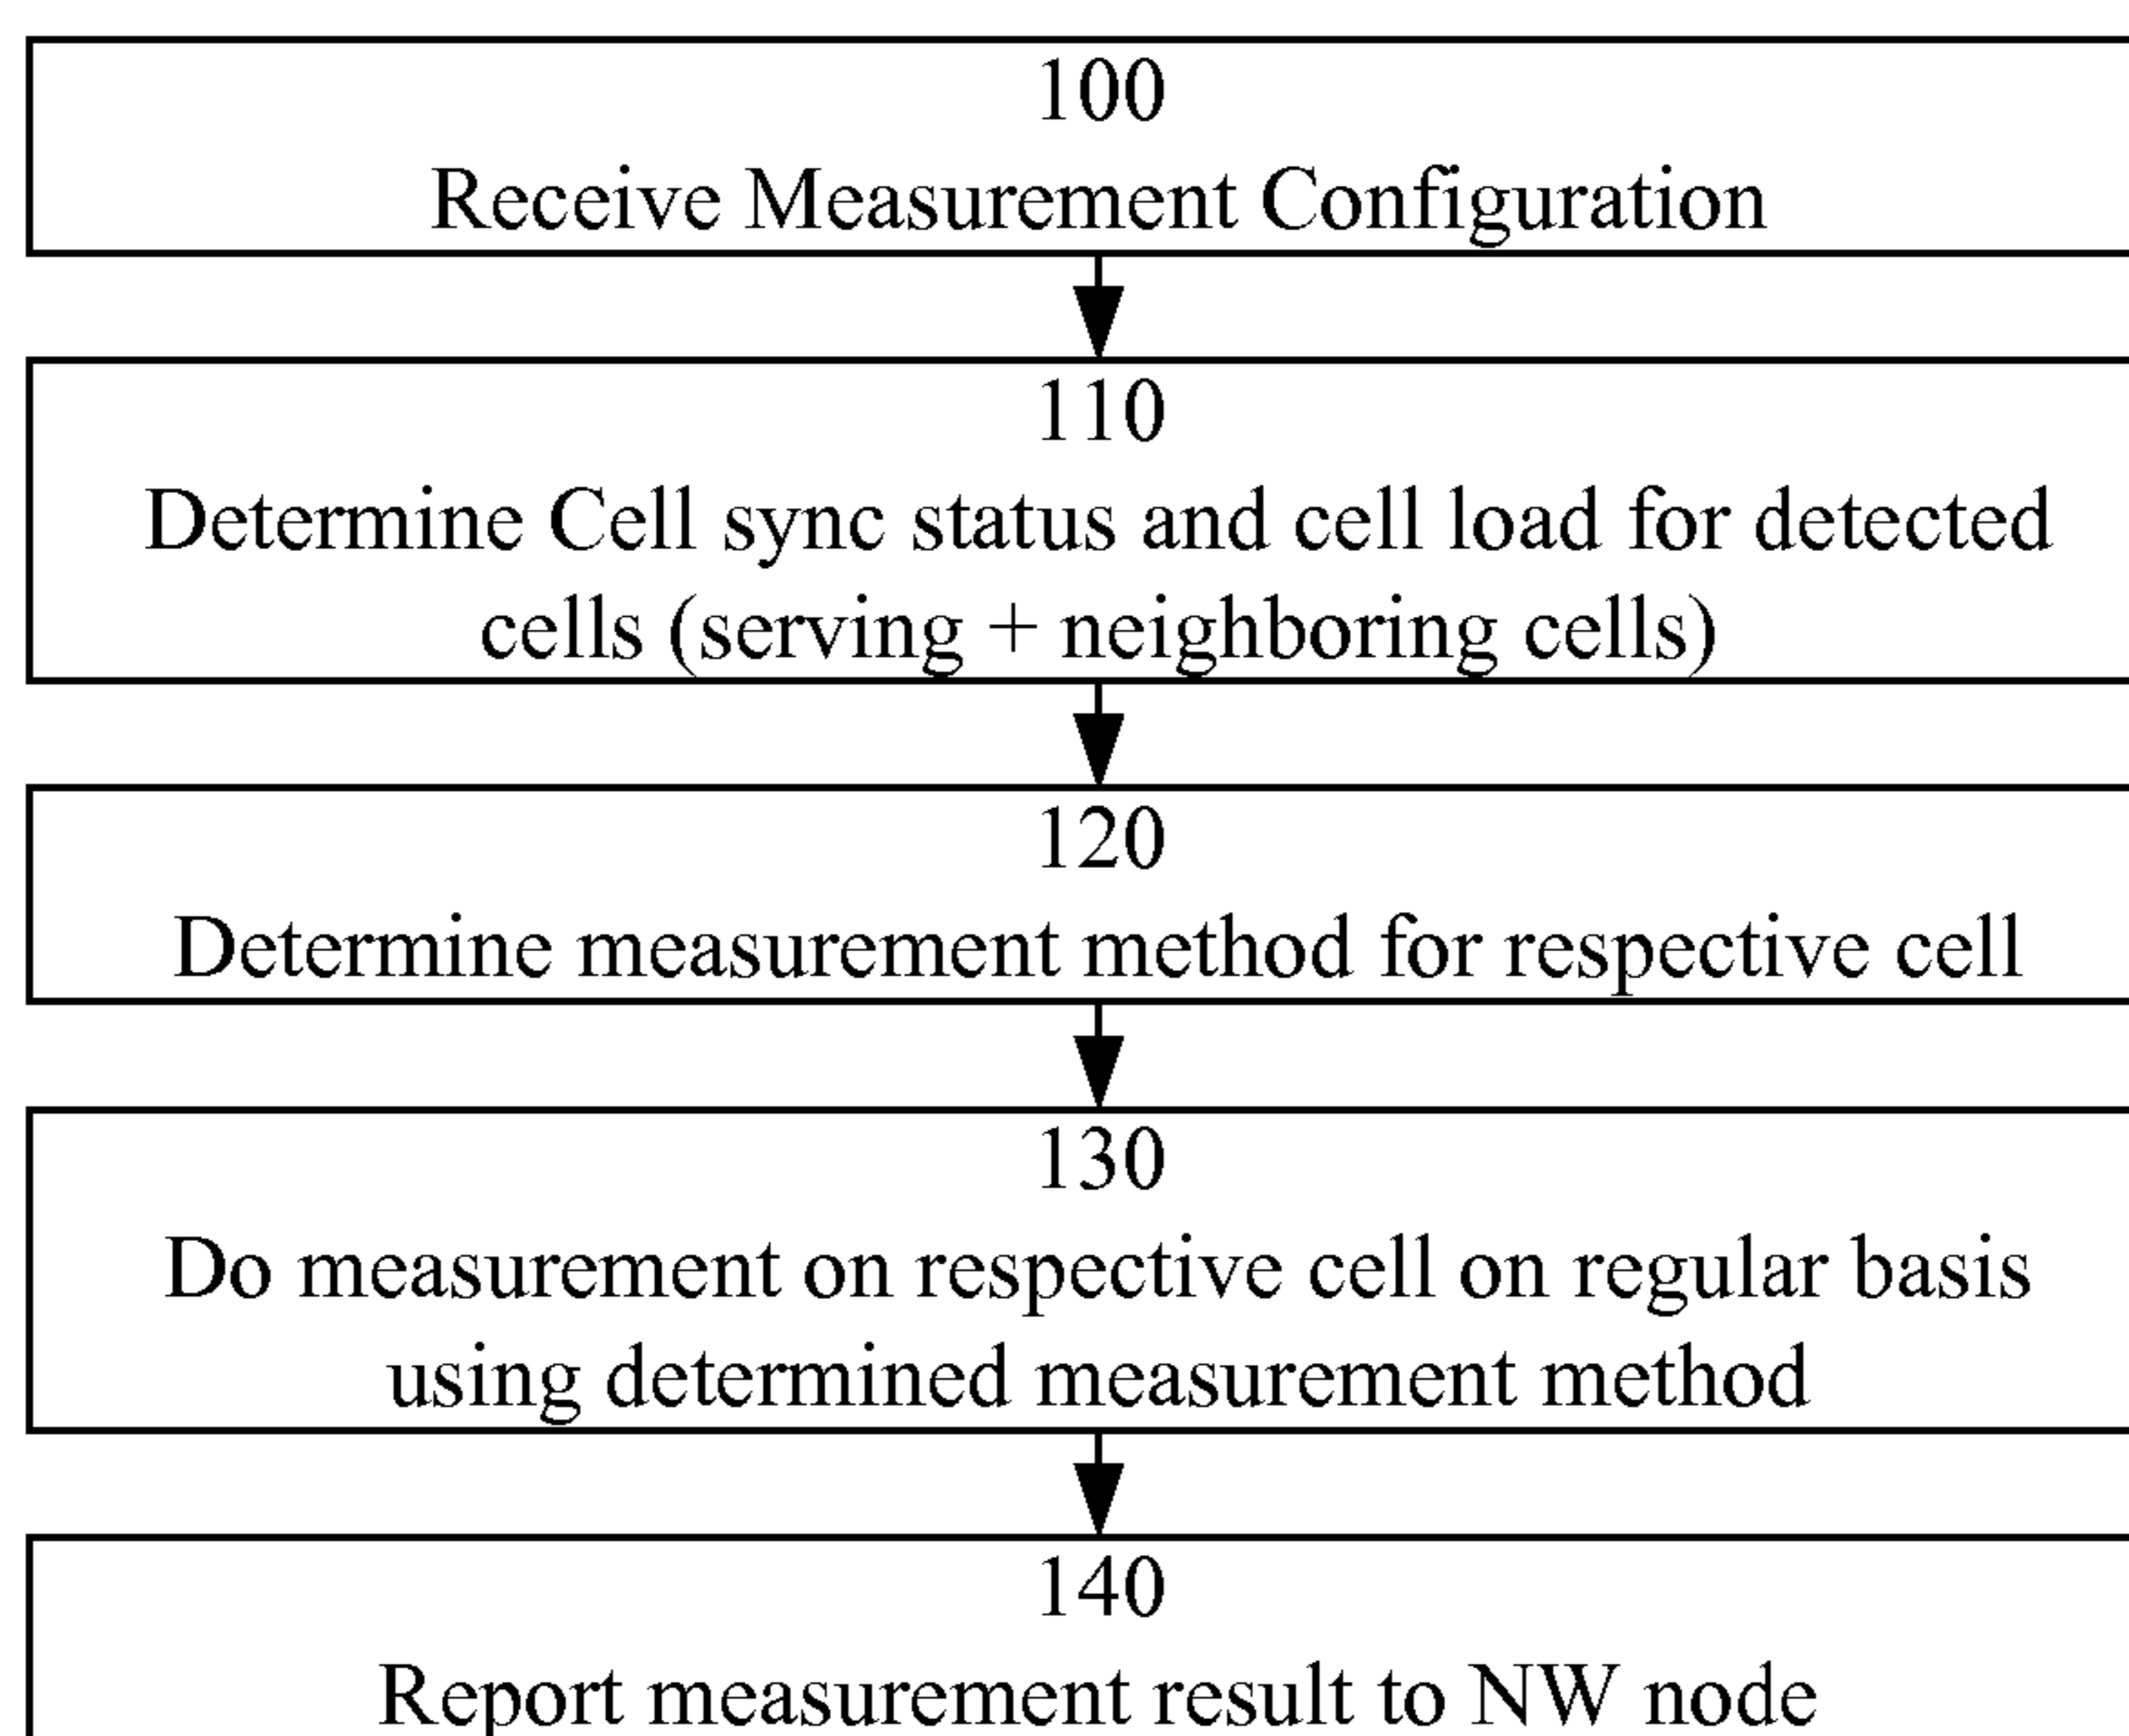 100
Receive Measurement Configuration
110
Determine Cell sync status and cell load for detected
cells (serving + neighboring cells)
120
Determine measurement method for respective cell
130
Do measurement on respective cell on regular basis
using determined measurement method
140
Report measurement result to NW node